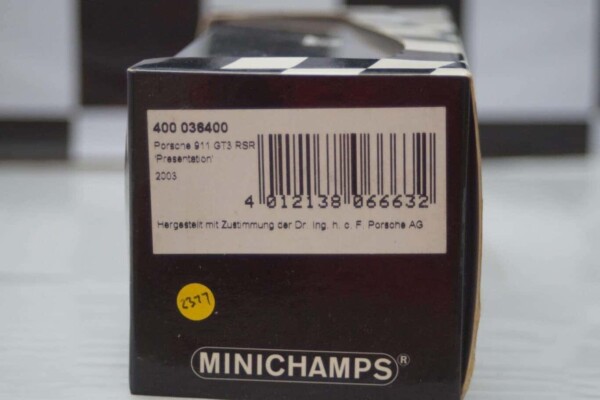 400 036400
Porsche 911 GT3 RSR
'Presentation'
2003
4 012138 066632
Hergestellt mit Zustimmung der Dr. Ing. h. c. F. Porsche AG
2377
MINICHAMPS®